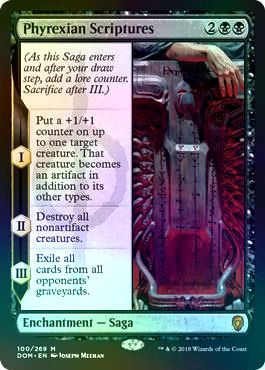 Phyrexian Scriptures 2
(As this Saga enters
and after your draw
step, add a lore counter.
Sacrifice after III.)
I
Put a +1/+1
counter on up
to one target
creature. That
creature becomes
an artifact in
addition to its
other types.
II
Destroy all
nonartifact
creatures.
III
Exile all
cards from all
opponents'
graveyards.
Enchantment — Saga
100/269 M
DOM • EN Joseph Meehan
™ & © 2018 Wizards of the Coast